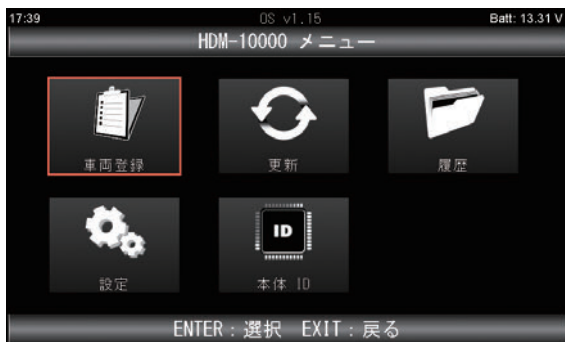 17:39 OS v1.15 Batt: 13.31 V
HDM-10000 メニュー
車両登録 更新 履歴
ID
設定 本体 ID
ENTER：選択 EXIT：戻る